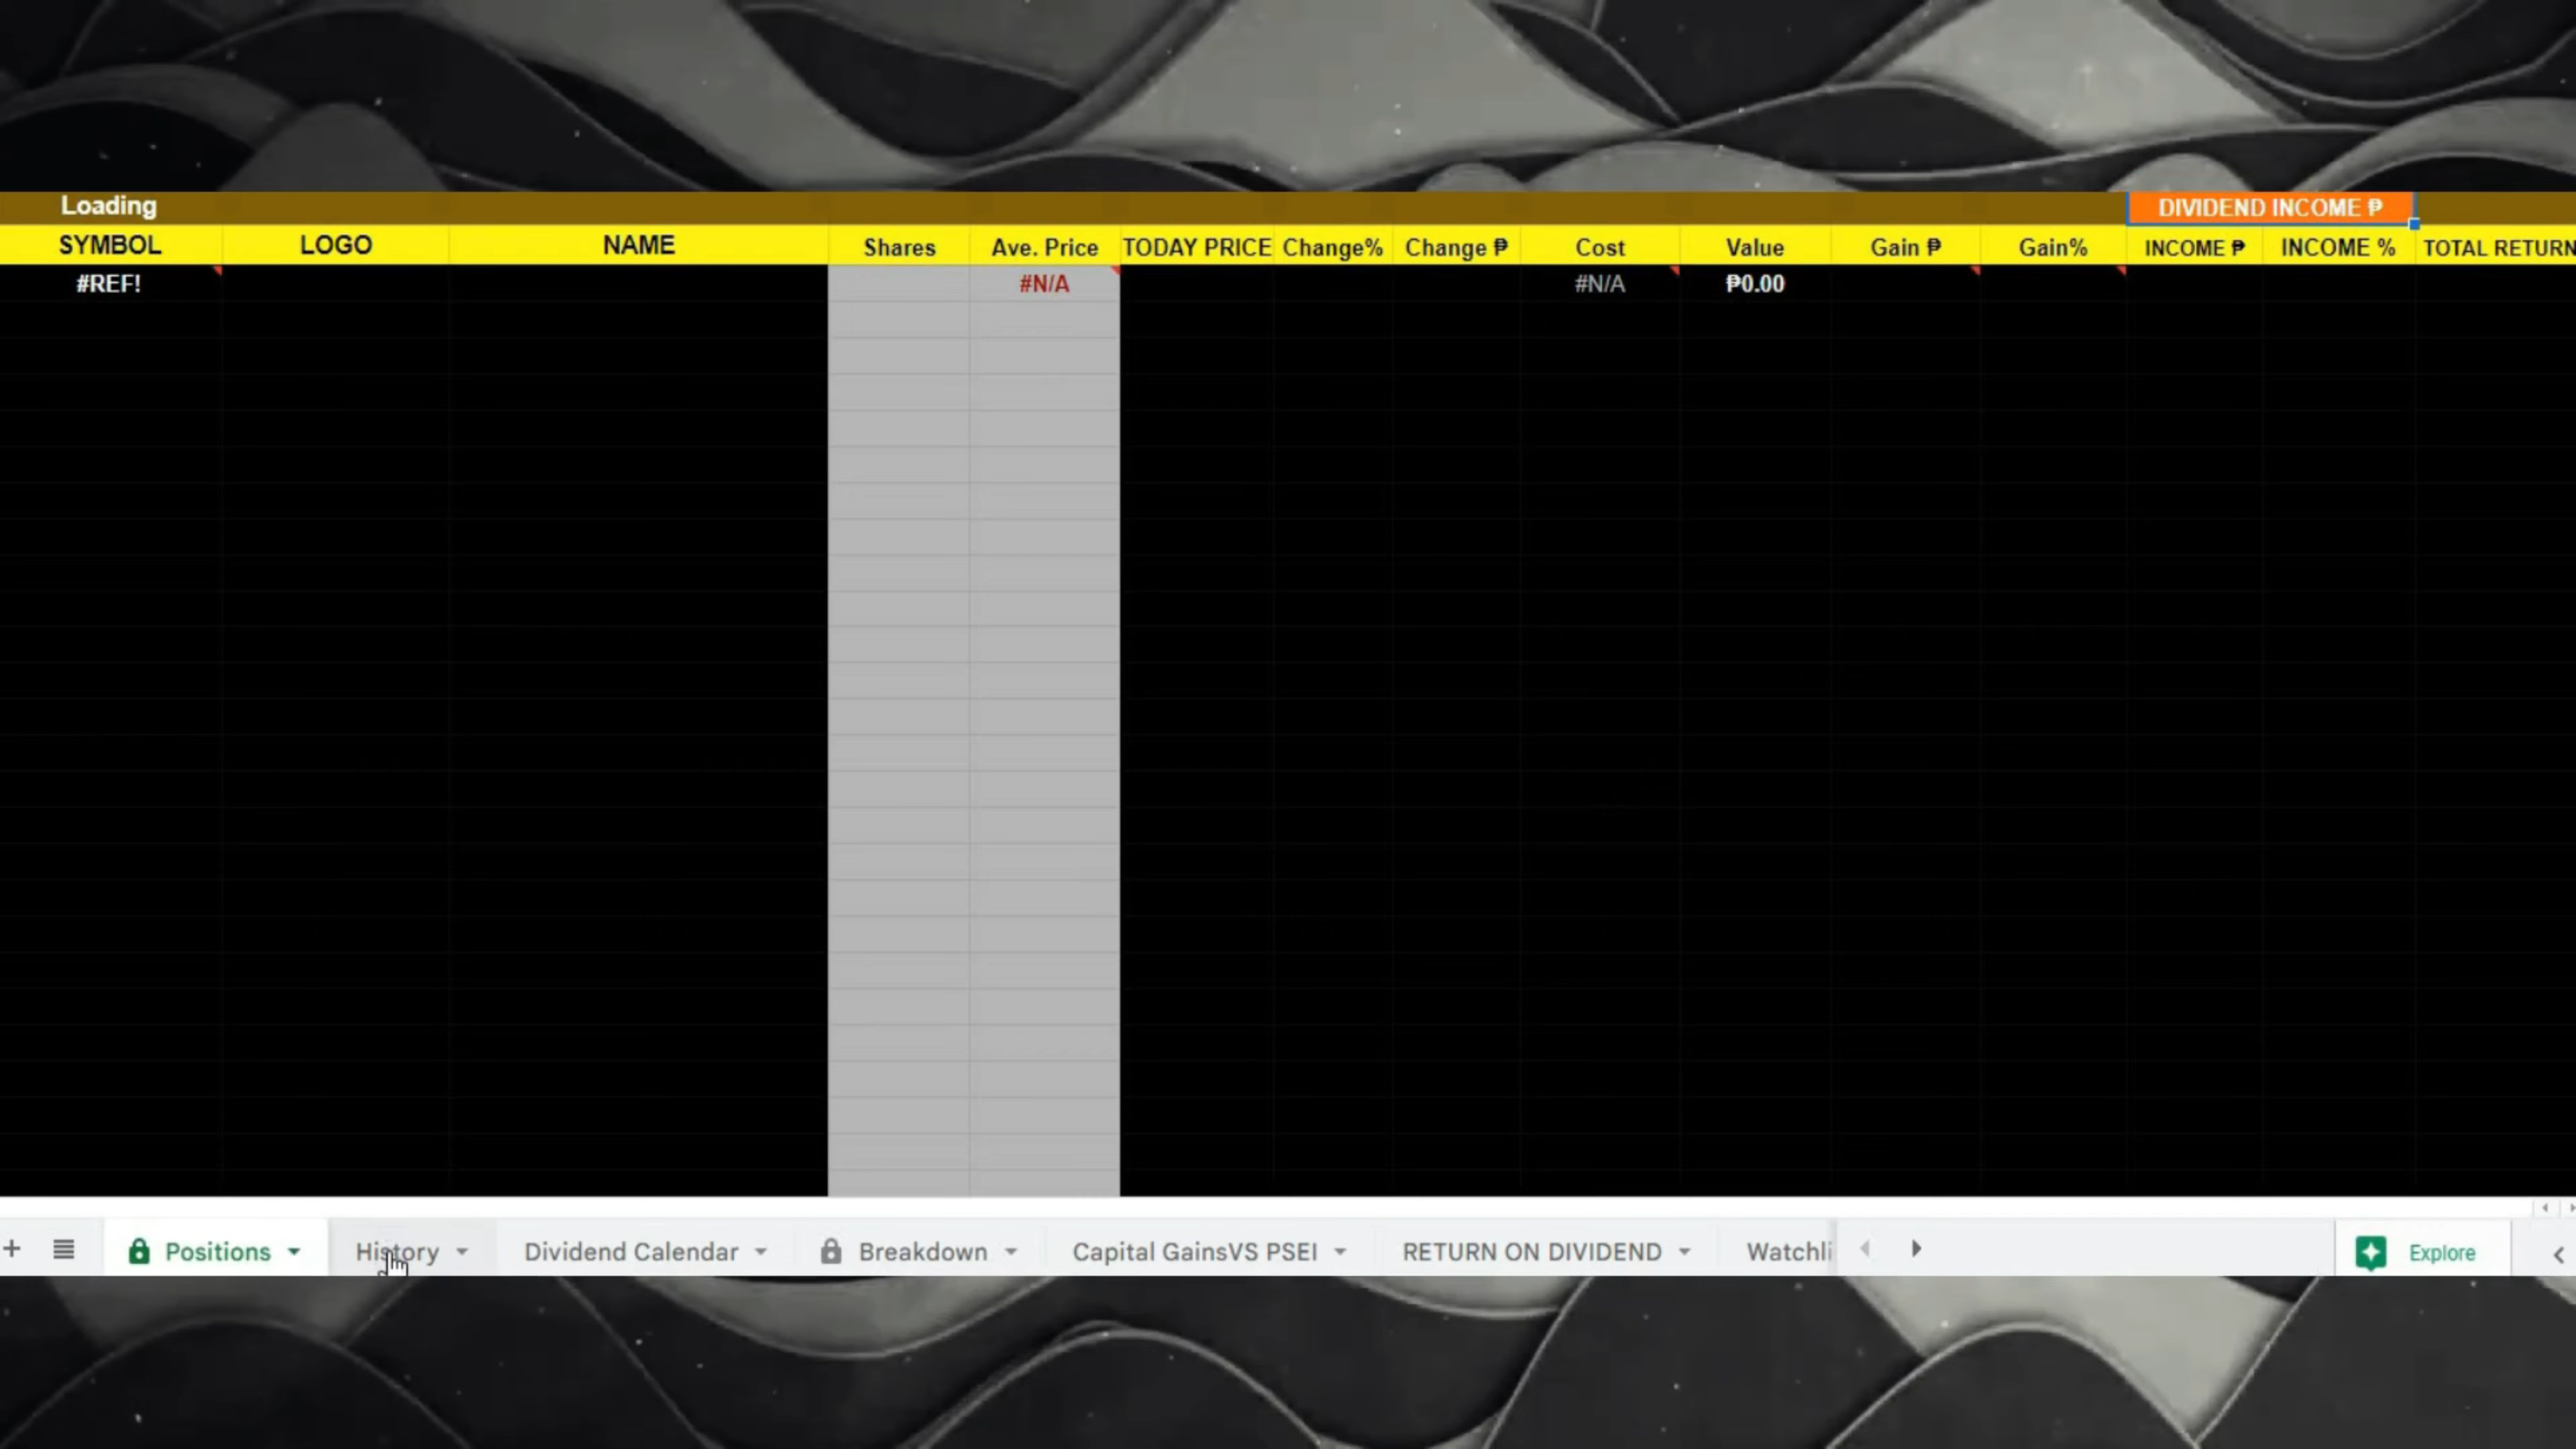 Loading DIVIDEND INCOME ₱
SYMBOL LOGO NAME Shares Ave. Price TODAY PRICE Change% Change ₱ Cost Value Gain ₱ Gain% INCOME ₱ INCOME % TOTAL RETURN
#REF! #N/A #N/A ₱0.00
Positions History Dividend Calendar Breakdown Capital GainsVS PSEI RETURN ON DIVIDEND Watchli Explore